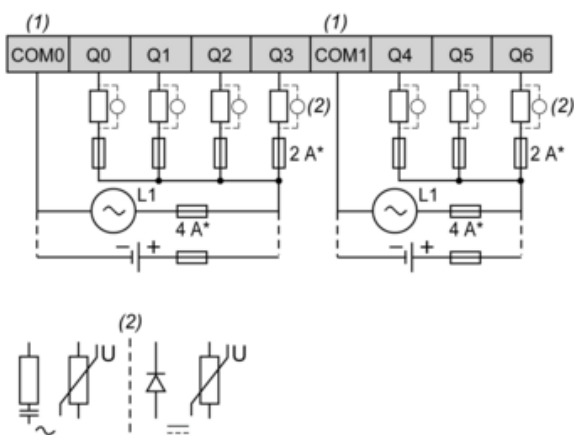 (1) (1)
COM0 Q0 Q1 Q2 Q3 COM1 Q4 Q5 Q6
(2) (2)
2 A* 2 A*
L1 L1
4 A* 4 A*
− + − +
(2)
U U